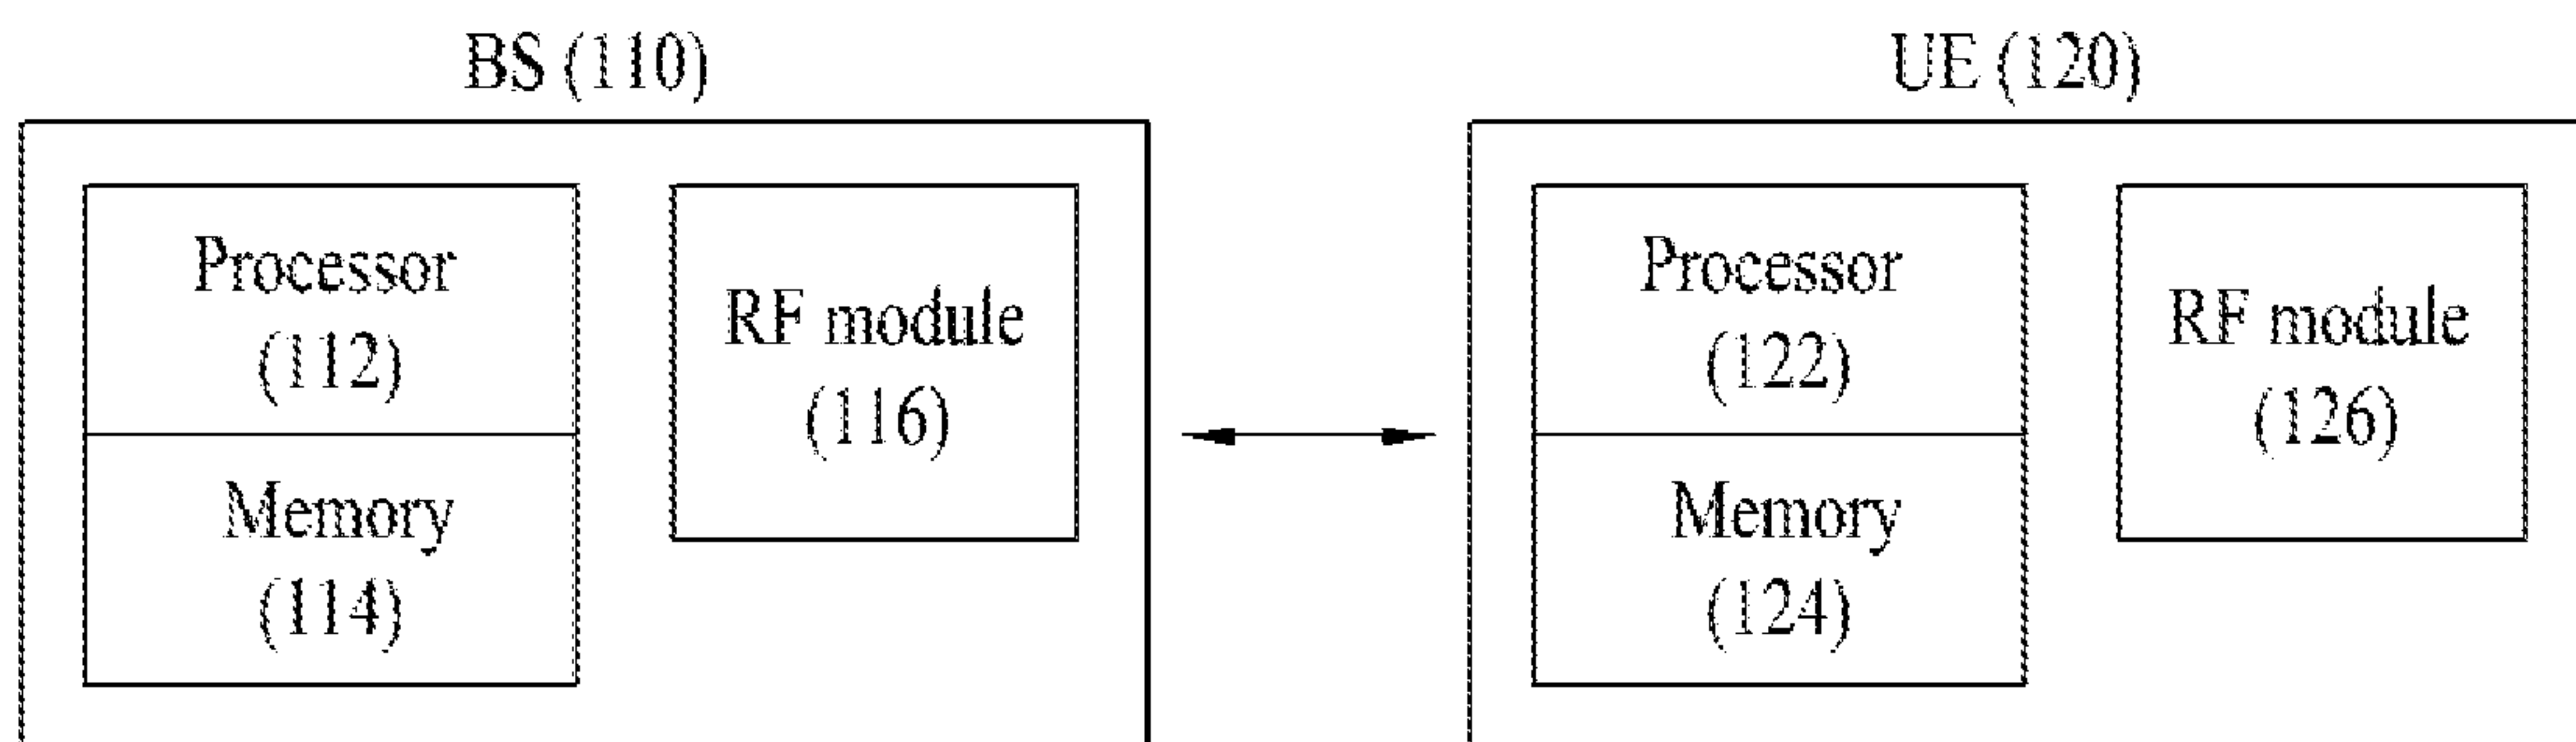 BS (110)
Processor
(112)
Memory
(114)
RF module
(116)
UE (120)
Processor
(122)
Memory
(124)
RF module
(126)